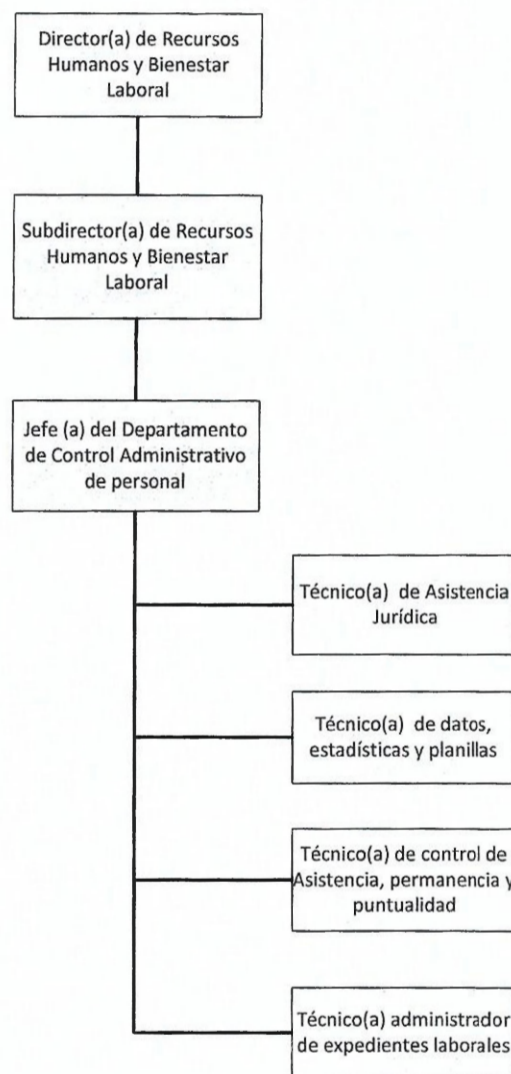 Director(a) de Recursos
Humanos y Bienestar
Laboral
Subdirector(a) de Recursos
Humanos y Bienestar
Laboral
Jefe (a) del Departamento
de Control Administrativo
de personal
Técnico(a) de Asistencia
Jurídica
Técnico(a) de datos,
estadísticas y planillas
Técnico(a) de control de
Asistencia, permanencia y
puntualidad
Técnico(a) administrador
de expedientes laborales